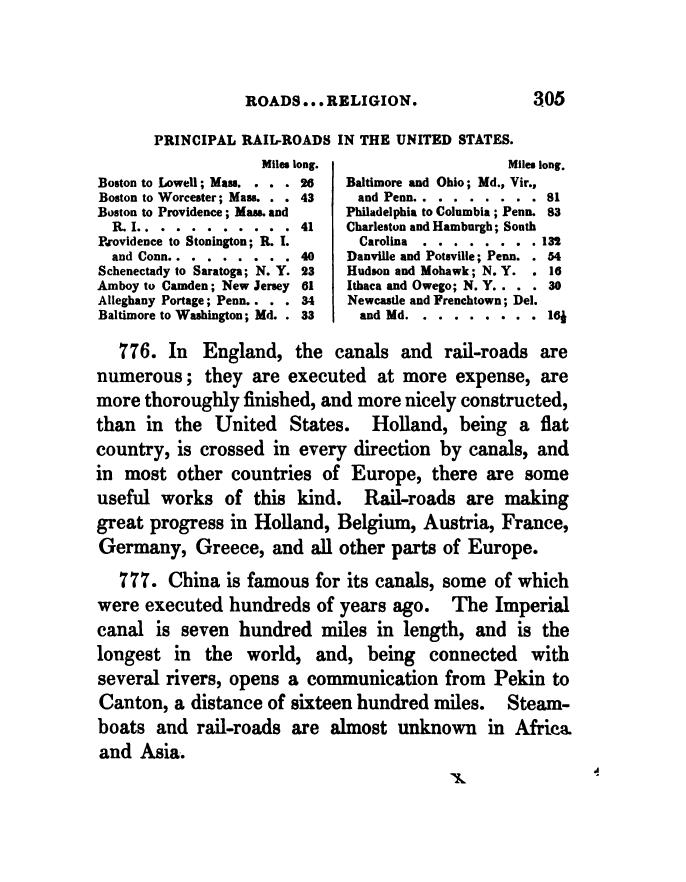 ROADS...RELIGION. 305
PRINCIPAL RAIL-ROADS IN THE UNITED STATES.
Miles long.
Boston to Lowell; Mass. . . . 26
Boston to Worcester; Mass. . . 43
Boston to Providence; Mass. and
R. I. . . . . . . . . . 41
Providence to Stonington; R. I.
and Conn. . . . . . . . . 40
Schenectady to Saratoga; N. Y. 23
Amboy to Camden; New Jersey 61
Alleghany Portage; Penn. . . . 34
Baltimore to Washington; Md. . 33
Miles long.
Baltimore and Ohio; Md., Vir.,
and Penn. . . . . . . . . 81
Philadelphia to Columbia; Penn. 83
Charleston and Hamburgh; South
Carolina . . . . . . . . 132
Danville and Potsville; Penn. . 54
Hudson and Mohawk; N. Y. . 16
Ithaca and Owego; N. Y. . . . 30
Newcastle and Frenchtown; Del.
and Md. . . . . . . . . . 16½
776. In England, the canals and rail-roads are
numerous; they are executed at more expense, are
more thoroughly finished, and more nicely constructed,
than in the United States. Holland, being a flat
country, is crossed in every direction by canals, and
in most other countries of Europe, there are some
useful works of this kind. Rail-roads are making
great progress in Holland, Belgium, Austria, France,
Germany, Greece, and all other parts of Europe.
777. China is famous for its canals, some of which
were executed hundreds of years ago. The Imperial
canal is seven hundred miles in length, and is the
longest in the world, and, being connected with
several rivers, opens a communication from Pekin to
Canton, a distance of sixteen hundred miles. Steam-
boats and rail-roads are almost unknown in Africa
and Asia.
X